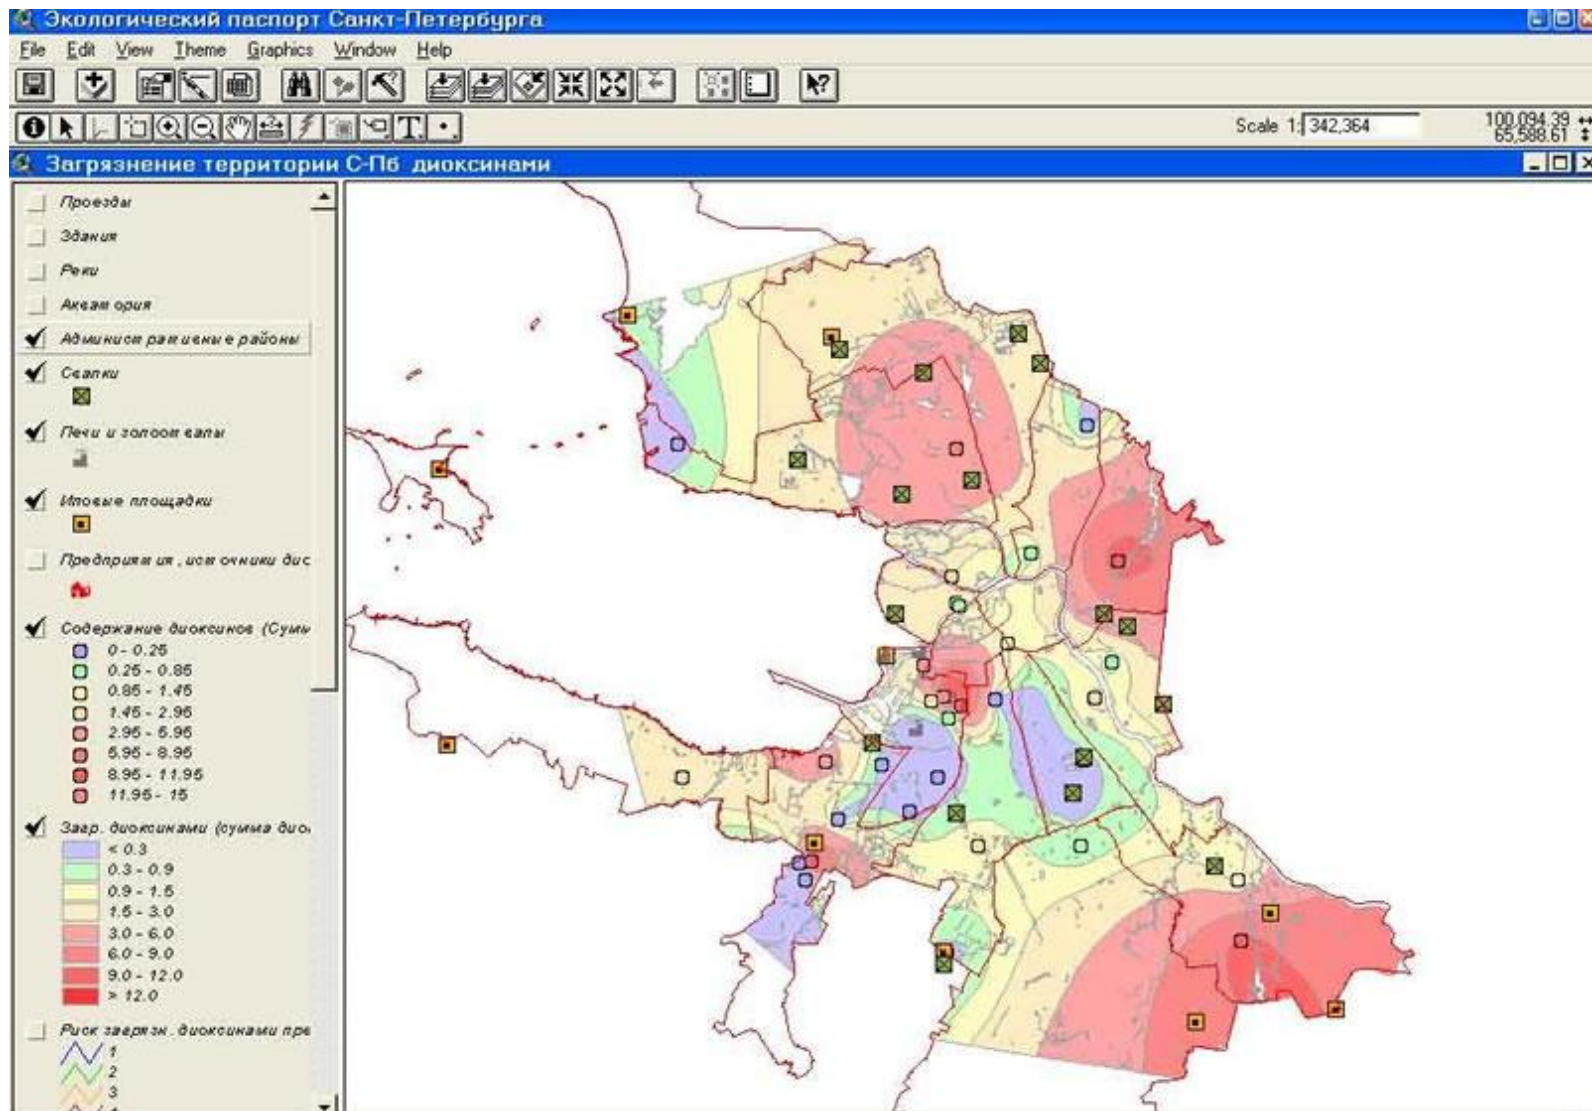 Экологический паспорт Санкт-Петербурга
File Edit View Theme Graphics Window Help
Scale 1: 342,364
100,094.39
65,588.61
Загрязнение территории С-Пб диоксинами
Проезды
Здания
Реки
Акватория
Административные районы
Свалки
Печи и золоотвалы
Иловые площадки
Предприятия, источники дис
Содержание диоксинов (Сумм
0 - 0.25
0.25 - 0.85
0.85 - 1.45
1.45 - 2.95
2.95 - 5.95
5.95 - 8.95
8.95 - 11.95
11.95 - 15
Загр. диоксинами (сумма дио
< 0.3
0.3 - 0.9
0.9 - 1.5
1.5 - 3.0
3.0 - 6.0
6.0 - 9.0
9.0 - 12.0
> 12.0
Риск загрязн. диоксинами пре
1
2
3